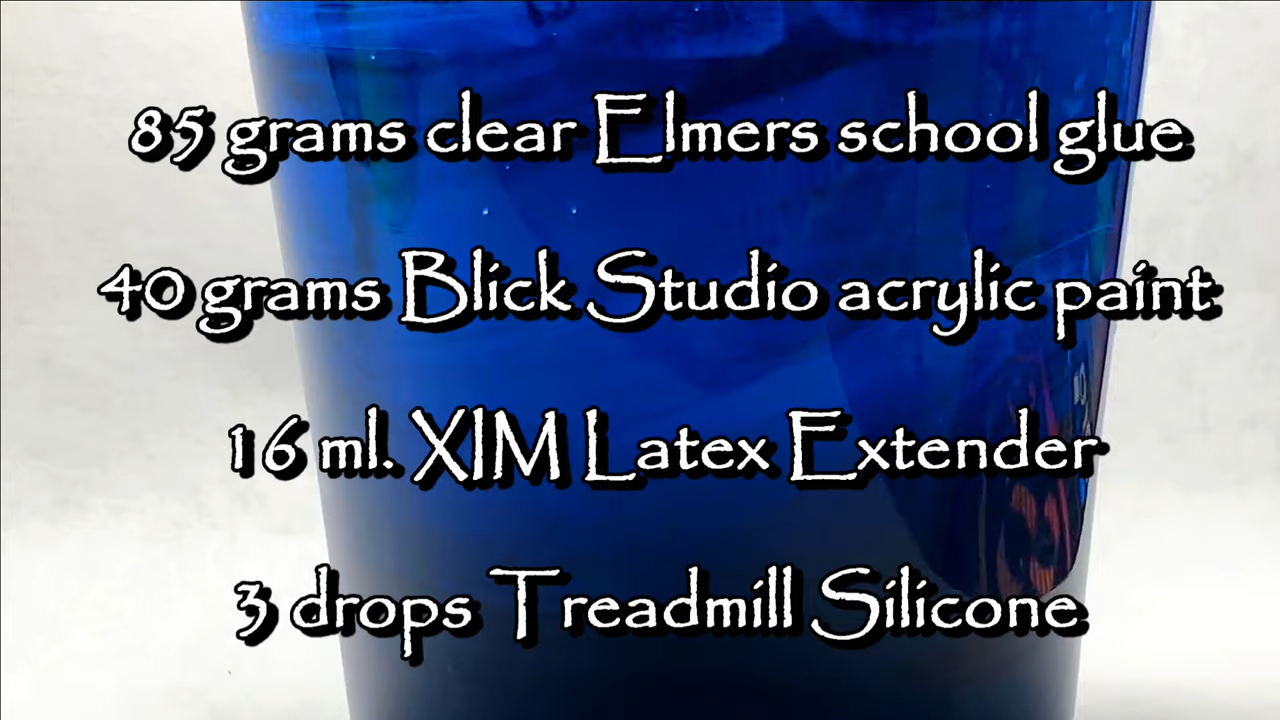 85 grams clear Elmers school glue
40 grams Blick Studio acrylic paint
16 ml. XIM Latex Extender
3 drops Treadmill Silicone